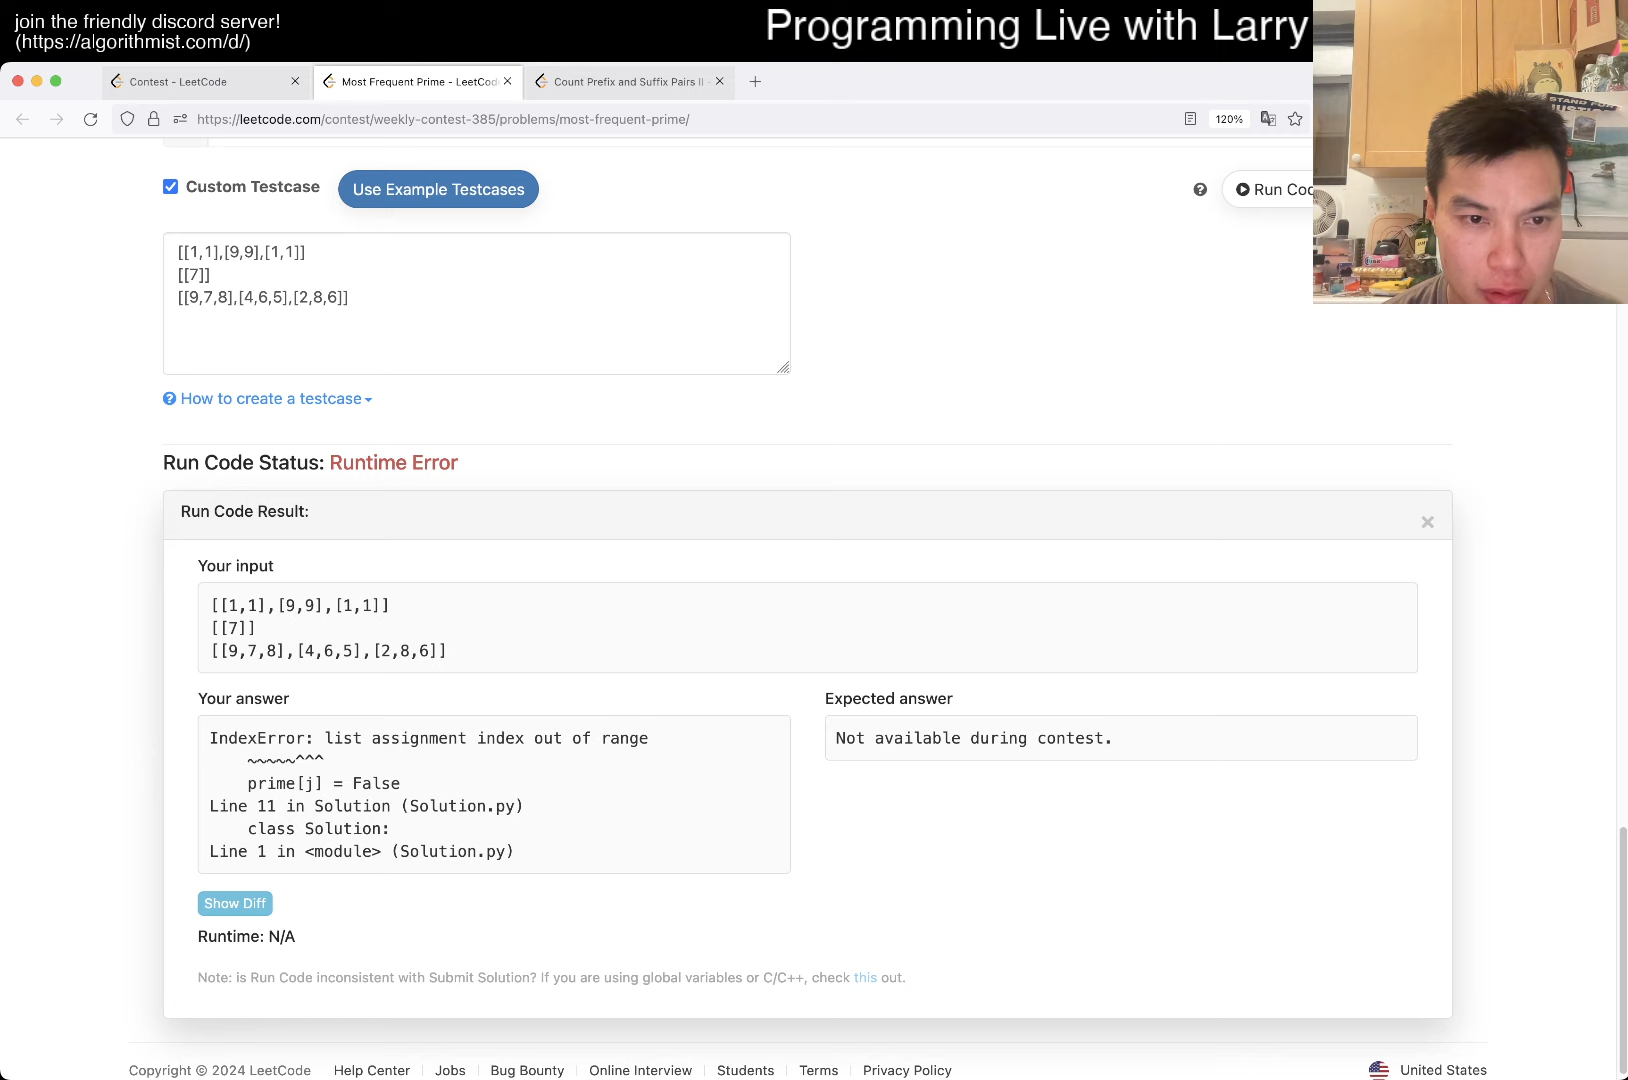 join the friendly discord server!
(https://algorithmist.com/d/)
Programming Live with Larry
Contest - LeetCode
Most Frequent Prime - LeetCod
Count Prefix and Suffix Pairs II -
https://leetcode.com/contest/weekly-contest-385/problems/most-frequent-prime/
120%
Custom Testcase
Use Example Testcases
Run Coc
[[1,1],[9,9],[1,1]]
[[7]]
[[9,7,8],[4,6,5],[2,8,6]]
How to create a testcase
Run Code Status: Runtime Error
Run Code Result:
Your input
[[1,1],[9,9],[1,1]]
[[7]]
[[9,7,8],[4,6,5],[2,8,6]]
Your answer
Expected answer
IndexError: list assignment index out of range
~~~~~^^^
prime[j] = False
Line 11 in Solution (Solution.py)
class Solution:
Line 1 in <module> (Solution.py)
Not available during contest.
Show Diff
Runtime: N/A
Note: is Run Code inconsistent with Submit Solution? If you are using global variables or C/C++, check this out.
Copyright © 2024 LeetCode
Help Center
Jobs
Bug Bounty
Online Interview
Students
Terms
Privacy Policy
United States
STAND FOR